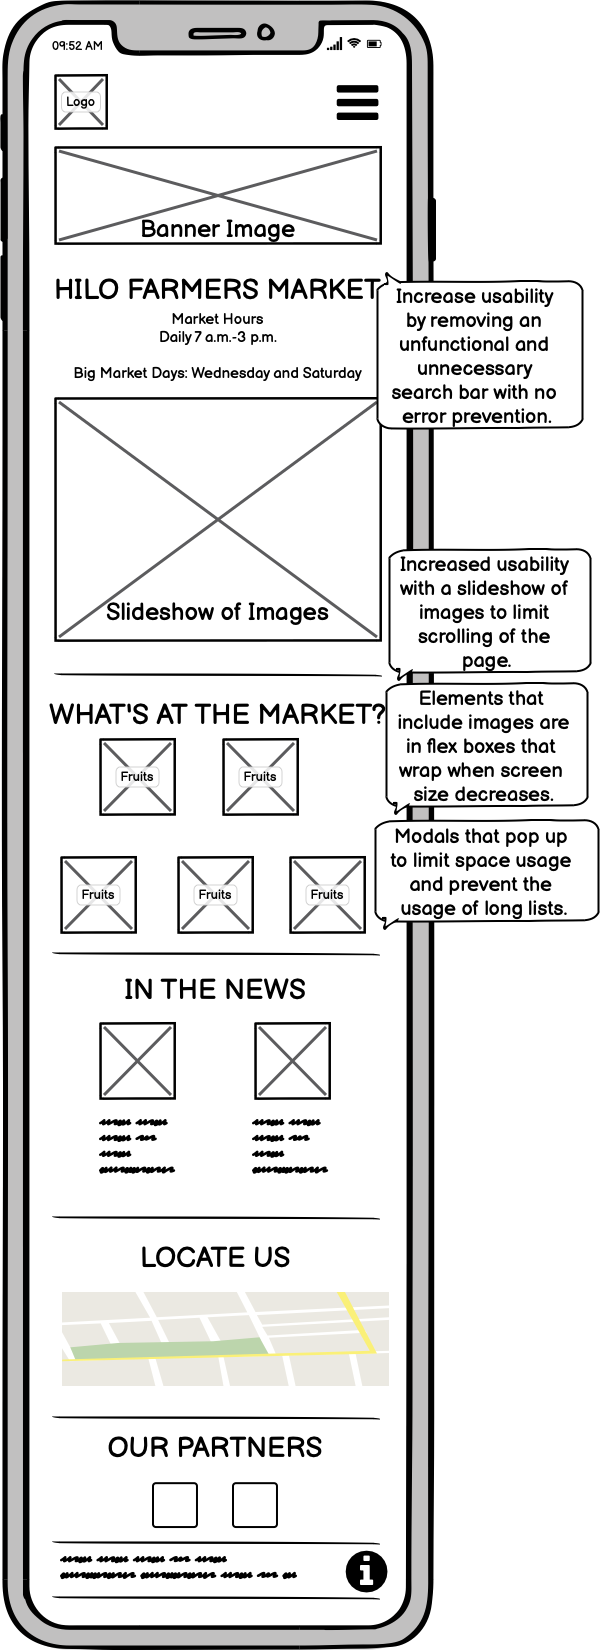 09:52 AM
Logo
Banner Image
HILO FARMERS MARKET
Market Hours
Daily 7 a.m.-3 p.m.
Big Market Days: Wednesday and Saturday
Increase usability
by removing an
unfunctional and
unnecessary
search bar with no
error prevention.
Slideshow of Images
Increased usability
with a slideshow of
images to limit
scrolling of the
page.
WHAT'S AT THE MARKET?
Elements that
include images are
in flex boxes that
wrap when screen
size decreases.
Fruits
Fruits
Modals that pop up
to limit space usage
and prevent the
usage of long lists.
Fruits
Fruits
Fruits
IN THE NEWS
LOCATE US
OUR PARTNERS